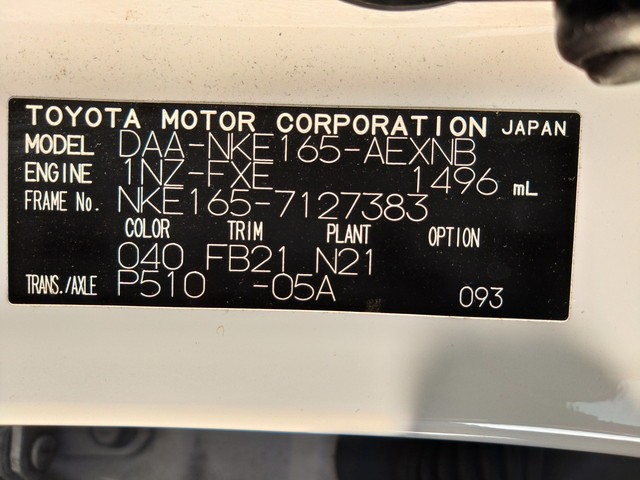 TOYOTA MOTOR CORPORATION JAPAN
MODEL DAA-NKE165-AEXNB
ENGINE 1NZ-FXE 1496 mL
FRAME No. NKE165-7127383
COLOR TRIM PLANT OPTION
040 FB21 N21
TRANS./AXLE P510 -05A 093